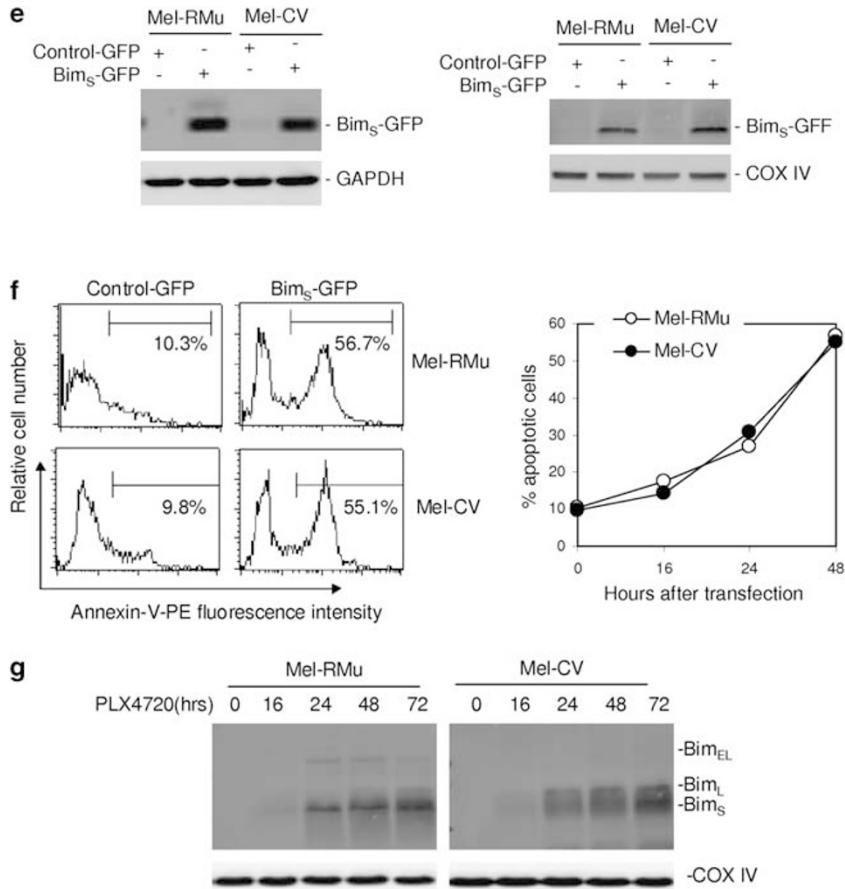 e
Mel-RMu Mel-CV
Control-GFP + - + -
BimS-GFP - + - +
- BimS-GFP
- GAPDH
Mel-RMu Mel-CV
Control-GFP + - + -
BimS-GFP - + - +
- BimS-GFF
- COX IV
f
Control-GFP BimS-GFP
10.3% 56.7% Mel-RMu
9.8% 55.1% Mel-CV
Relative cell number
Annexin-V-PE fluorescence intensity
Mel-RMu
Mel-CV
% apoptotic cells
60
50
40
30
20
10
0
0 16 24 48
Hours after transfection
g
Mel-RMu Mel-CV
PLX4720(hrs) 0 16 24 48 72 0 16 24 48 72
-BimEL
-BimL
-BimS
-COX IV